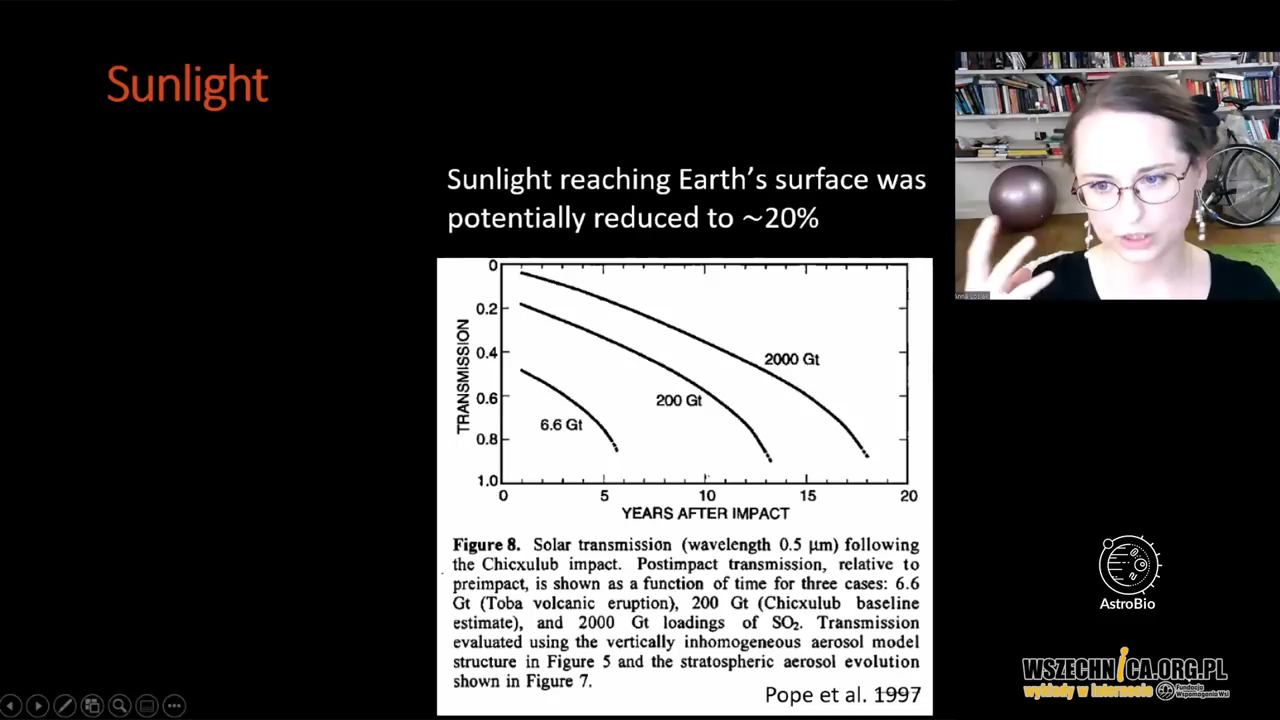 Sunlight
Sunlight reaching Earth's surface was
potentially reduced to ~20%
0
0.2
0.4
0.6
0.8
1.0
TRANSMISSION
2000 Gt
200 Gt
6.6 Gt
0 5 10 15 20
YEARS AFTER IMPACT
Figure 8. Solar transmission (wavelength 0.5 μm) following
the Chicxulub impact. Postimpact transmission, relative to
preimpact, is shown as a function of time for three cases: 6.6
Gt (Toba volcanic eruption), 200 Gt (Chicxulub baseline
estimate), and 2000 Gt loadings of SO₂. Transmission
evaluated using the vertically inhomogeneous aerosol model
structure in Figure 5 and the stratospheric aerosol evolution
shown in Figure 7.
Pope et al. 1997
Anna Losiak
AstroBio
WSZECHNICA.ORG.PL
wykłady w internecie
Fundacja
Wspomagania Wsi